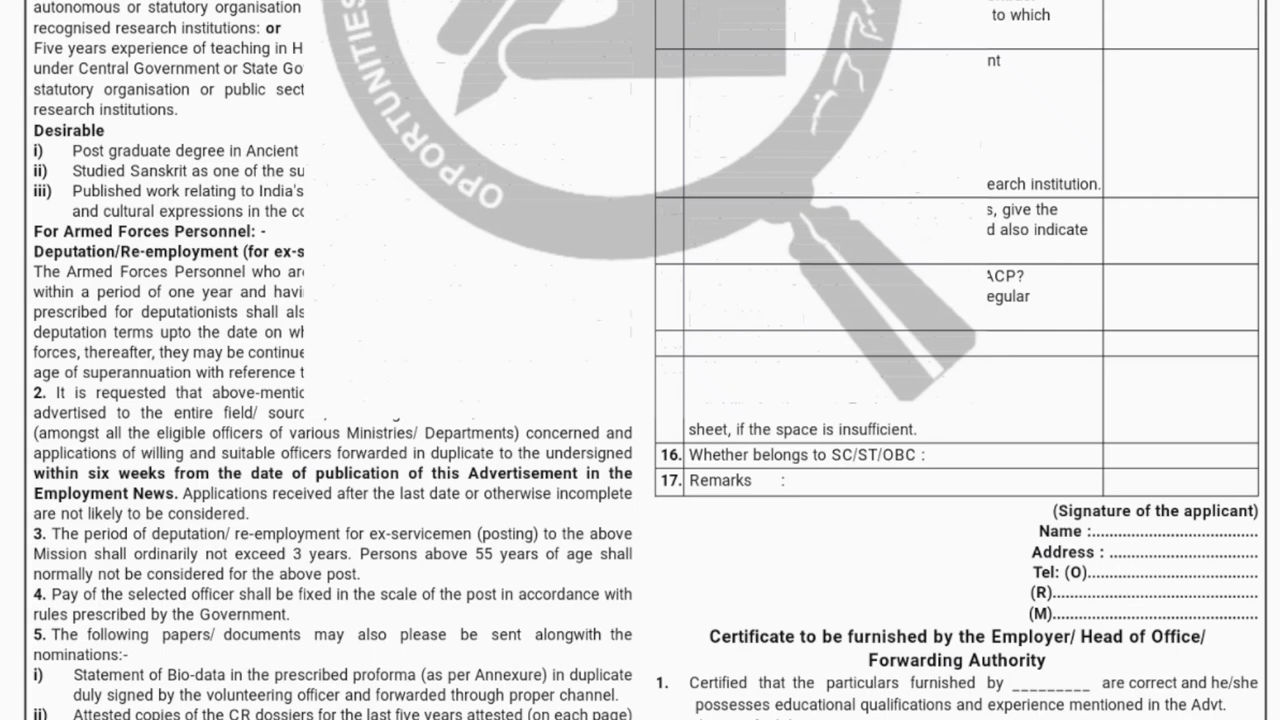 autonomous or statutory organisation
recognised research institutions: or
Five years experience of teaching in H
under Central Government or State Go
statutory organisation or public sect
research institutions.
Desirable
i) Post graduate degree in Ancient
ii) Studied Sanskrit as one of the su
iii) Published work relating to India's
and cultural expressions in the co
For Armed Forces Personnel: -
Deputation/Re-employment (for ex-s
The Armed Forces Personnel who are
within a period of one year and havi
prescribed for deputationists shall als
deputation terms upto the date on wh
forces, thereafter, they may be continue
age of superannuation with reference t
2. It is requested that above-mentic
advertised to the entire field/ sourc
(amongst all the eligible officers of various Ministries/ Departments) concerned and
applications of willing and suitable officers forwarded in duplicate to the undersigned
within six weeks from the date of publication of this Advertisement in the
Employment News. Applications received after the last date or otherwise incomplete
are not likely to be considered.
3. The period of deputation/ re-employment for ex-servicemen (posting) to the above
Mission shall ordinarily not exceed 3 years. Persons above 55 years of age shall
normally not be considered for the above post.
4. Pay of the selected officer shall be fixed in the scale of the post in accordance with
rules prescribed by the Government.
5. The following papers/ documents may also please be sent alongwith the
nominations:-
i) Statement of Bio-data in the prescribed proforma (as per Annexure) in duplicate
duly signed by the volunteering officer and forwarded through proper channel.
ii) Attested copies of the CR dossiers for the last five years attested (on each page)
OPPORTUNITIES
to which
nt
earch institution.
s, give the
d also indicate
ACP?
egular
sheet, if the space is insufficient.
16. Whether belongs to SC/ST/OBC :
17. Remarks :
(Signature of the applicant)
Name :..........................................
Address : .....................................
Tel: (O)...........................................
(R)...................................................
(M)...................................................
Certificate to be furnished by the Employer/ Head of Office/
Forwarding Authority
1. Certified that the particulars furnished by _________ are correct and he/she
possesses educational qualifications and experience mentioned in the Advt.